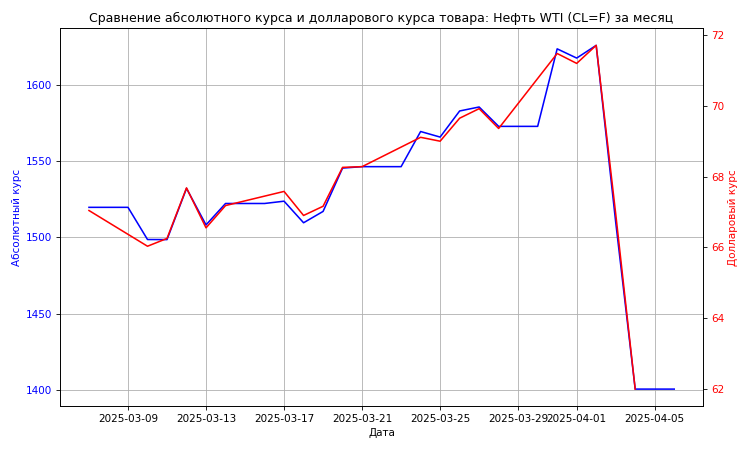 Сравнение абсолютного курса и долларового курса товара: Нефть WTI (CL=F) за месяц
72
1600
70
1550
68
Абсолютный курс
Долларовый курс
1500
66
1450
64
1400
62
2025-03-09 2025-03-13 2025-03-17 2025-03-21 2025-03-25 2025-03-29 2025-04-01 2025-04-05
Дата